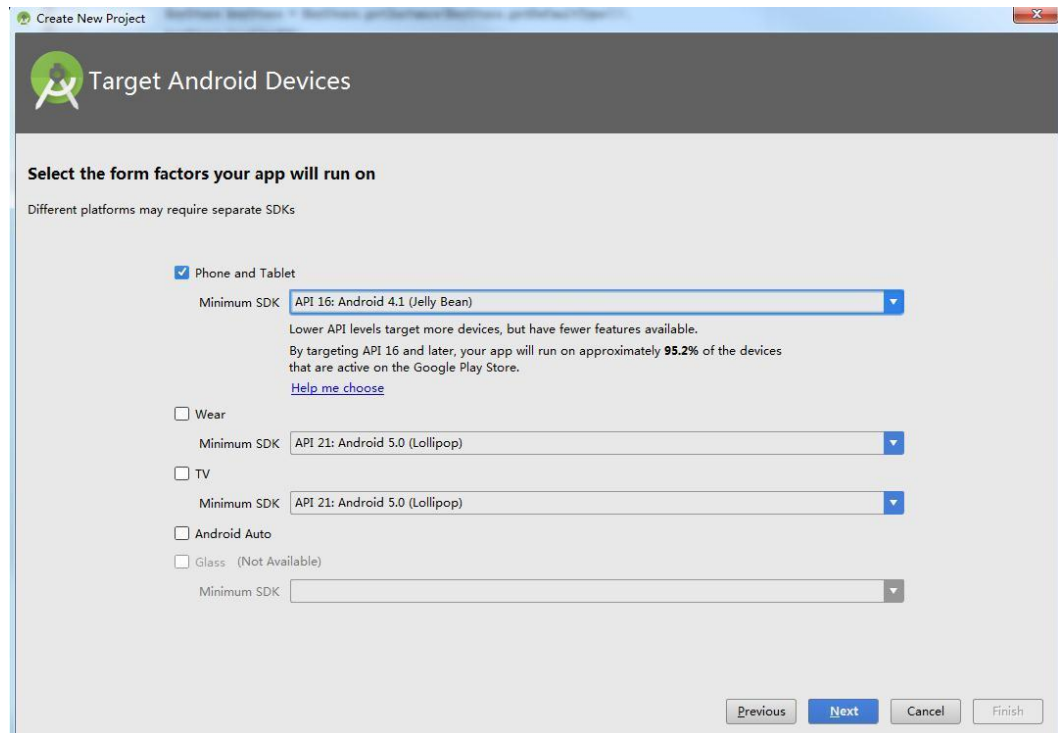 Create New Project
Target Android Devices
Select the form factors your app will run on
Different platforms may require separate SDKs
Phone and Tablet
Minimum SDK API 16: Android 4.1 (Jelly Bean)
Lower API levels target more devices, but have fewer features available.
By targeting API 16 and later, your app will run on approximately 95.2% of the devices
that are active on the Google Play Store.
Help me choose
Wear
Minimum SDK API 21: Android 5.0 (Lollipop)
TV
Minimum SDK API 21: Android 5.0 (Lollipop)
Android Auto
Glass (Not Available)
Minimum SDK
Previous Next Cancel Finish